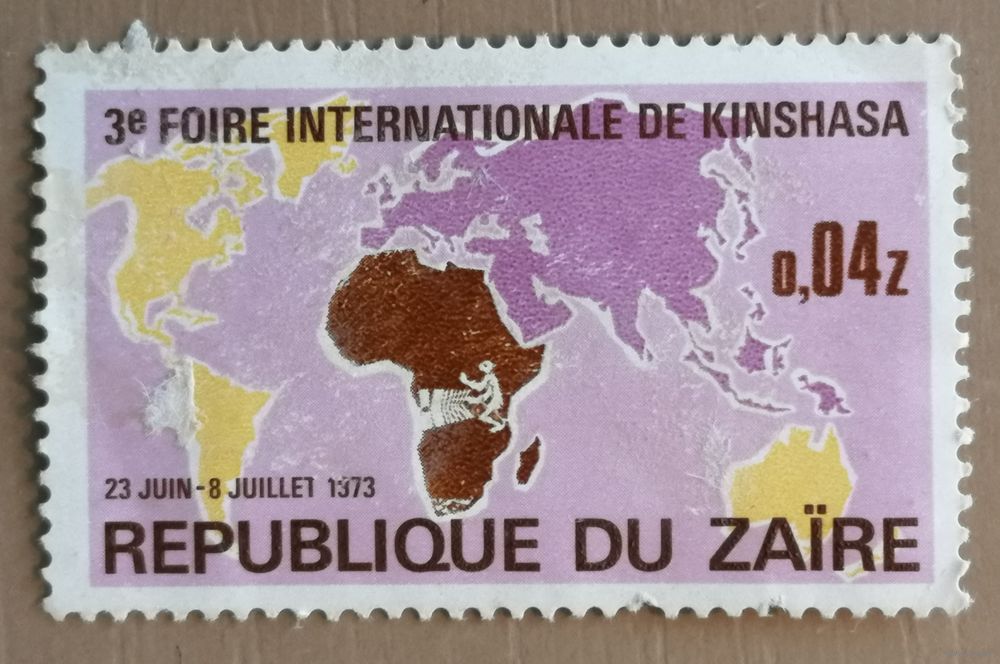 3e FOIRE INTERNATIONALE DE KINSHASA
0,04Z
23 JUIN-8 JUILLET 1973
REPUBLIQUE DU ZAÏRE